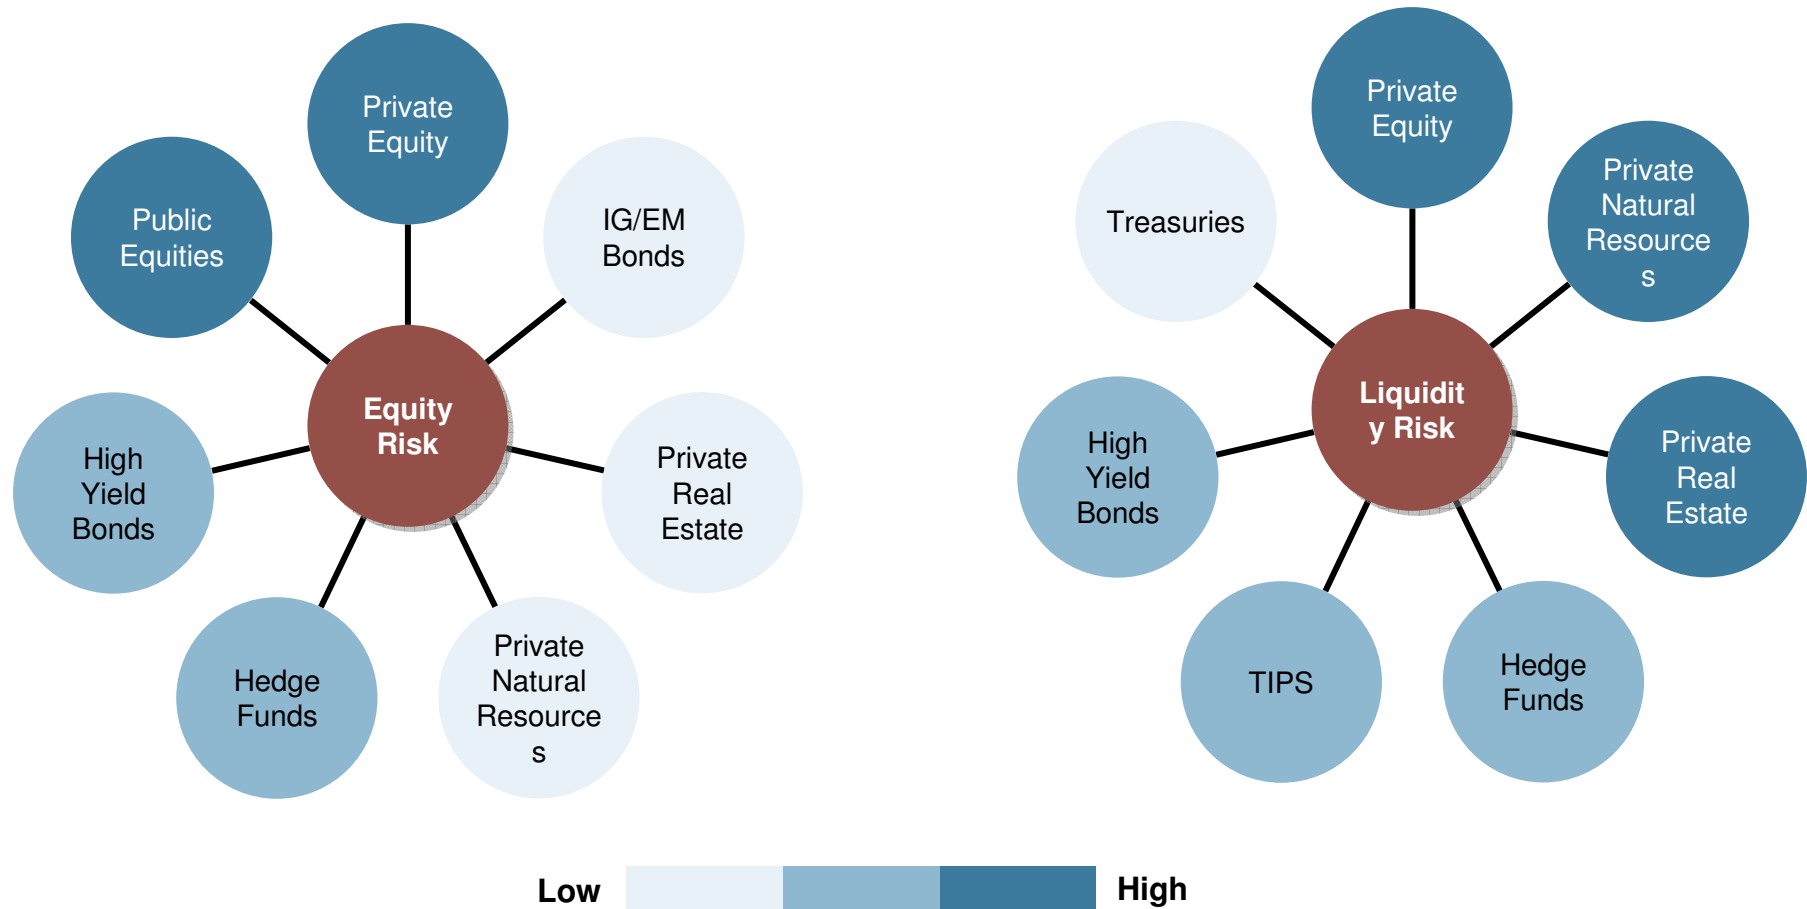 Private
Equity
IG/EM
Bonds
Private
Real
Estate
Private
Natural
Resource
s
Hedge
Funds
High
Yield
Bonds
Public
Equities
Equity
Risk
Private
Equity
Private
Natural
Resource
s
Private
Real
Estate
Hedge
Funds
TIPS
High
Yield
Bonds
Treasuries
Liquidit
y Risk
Low
High